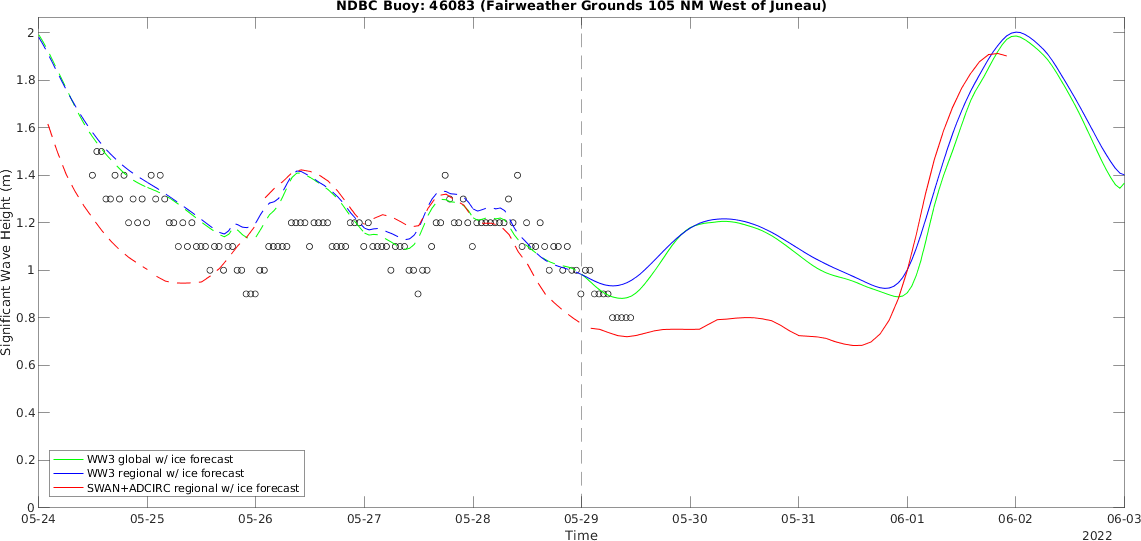 NDBC Buoy: 46083 (Fairweather Grounds 105 NM West of Juneau)
Significant Wave Height (m)
2
1.8
1.6
1.4
1.2
1
0.8
0.6
0.4
0.2
0
WW3 global w/ ice forecast
WW3 regional w/ ice forecast
SWAN+ADCIRC regional w/ ice forecast
05-24 05-25 05-26 05-27 05-28 05-29 05-30 05-31 06-01 06-02 06-03
Time
2022